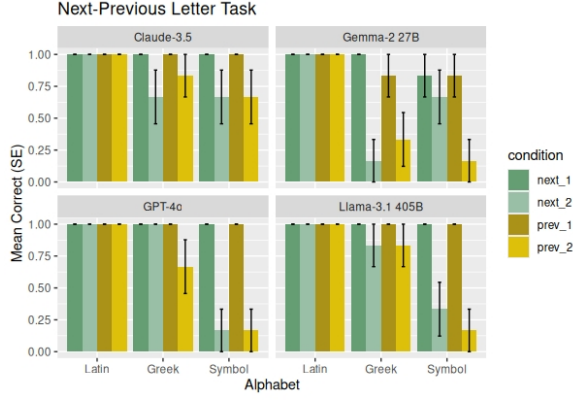 Next-Previous Letter Task
Claude-3.5
Gemma-2 27B
1.00
0.75
0.50
0.25
0.00
GPT-4o
Llama-3.1 405B
1.00
0.75
0.50
0.25
0.00
Latin Greek Symbol Latin Greek Symbol
Alphabet
Mean Correct (SE)
condition
next_1
next_2
prev_1
prev_2